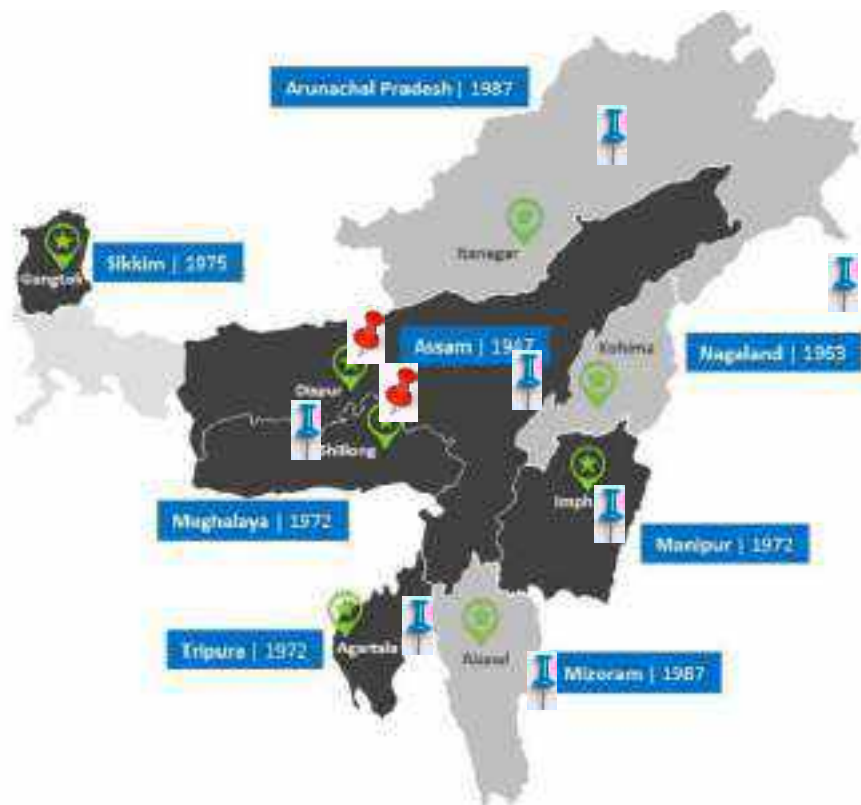 Arunachal Pradesh | 1987
Itanagar
Gangtok
Sikkim | 1975
Assam | 1947
Kohima
Nagaland | 1963
Dispur
Shillong
Imph
Meghalaya | 1972
Manipur | 1972
Tripura | 1972
Agartala
Aizawl
Mizoram | 1987